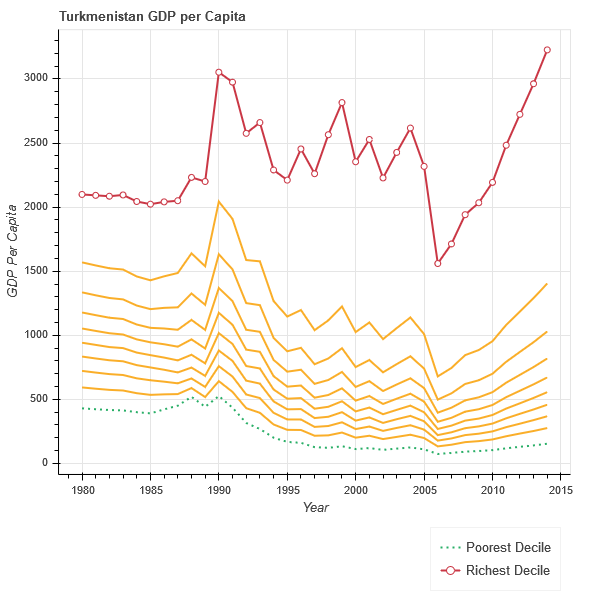 Turkmenistan GDP per Capita
GDP Per Capita
3000
2500
2000
1500
1000
500
0
1980 1985 1990 1995 2000 2005 2010 2015
Year
Poorest Decile
Richest Decile